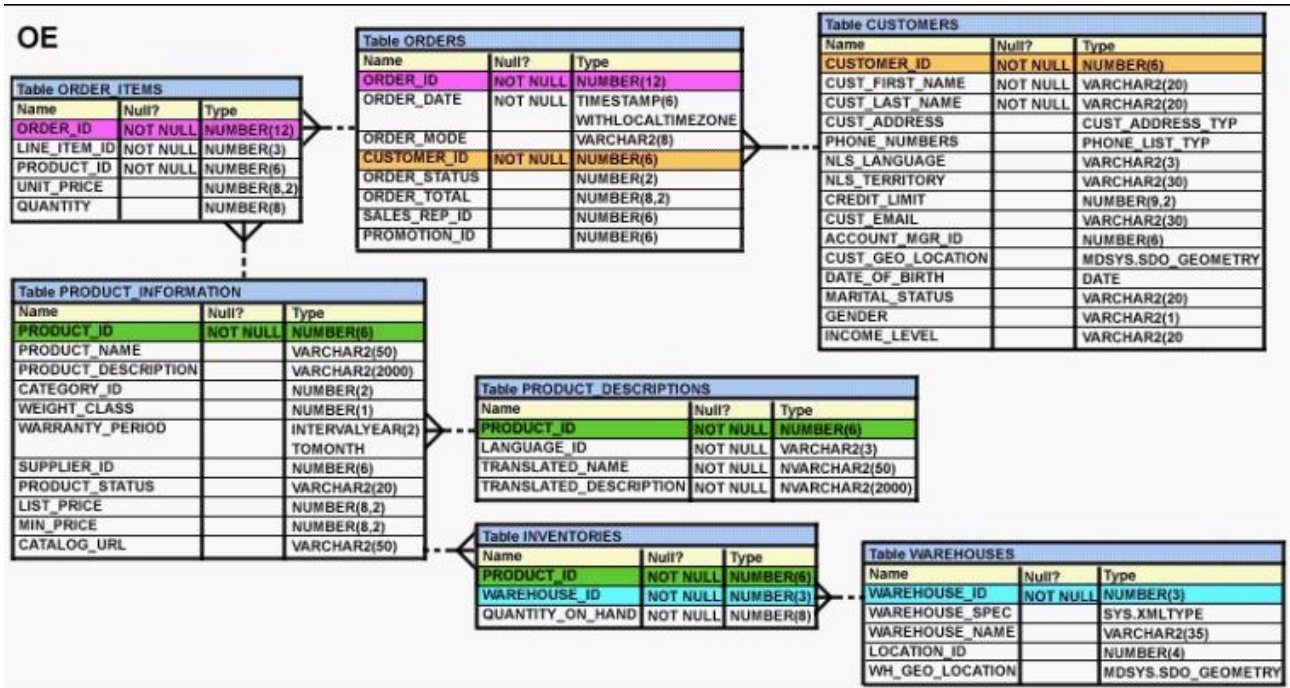 OE
Table ORDER_ITEMS
Name Null? Type
ORDER_ID NOT NULL NUMBER(12)
LINE_ITEM_ID NOT NULL NUMBER(3)
PRODUCT_ID NOT NULL NUMBER(6)
UNIT_PRICE NUMBER(8,2)
QUANTITY NUMBER(8)
Table ORDERS
Name Null? Type
ORDER_ID NOT NULL NUMBER(12)
ORDER_DATE NOT NULL TIMESTAMP(6)
WITHLOCALTIMEZONE
ORDER_MODE VARCHAR2(8)
CUSTOMER_ID NOT NULL NUMBER(6)
ORDER_STATUS NUMBER(2)
ORDER_TOTAL NUMBER(8,2)
SALES_REP_ID NUMBER(6)
PROMOTION_ID NUMBER(6)
Table CUSTOMERS
Name Null? Type
CUSTOMER_ID NOT NULL NUMBER(6)
CUST_FIRST_NAME NOT NULL VARCHAR2(20)
CUST_LAST_NAME NOT NULL VARCHAR2(20)
CUST_ADDRESS CUST_ADDRESS_TYP
PHONE_NUMBERS PHONE_LIST_TYP
NLS_LANGUAGE VARCHAR2(3)
NLS_TERRITORY VARCHAR2(30)
CREDIT_LIMIT NUMBER(9,2)
CUST_EMAIL VARCHAR2(30)
ACCOUNT_MGR_ID NUMBER(6)
CUST_GEO_LOCATION MDSYS.SDO_GEOMETRY
DATE_OF_BIRTH DATE
MARITAL_STATUS VARCHAR2(20)
GENDER VARCHAR2(1)
INCOME_LEVEL VARCHAR2(20
Table PRODUCT_INFORMATION
Name Null? Type
PRODUCT_ID NOT NULL NUMBER(6)
PRODUCT_NAME VARCHAR2(50)
PRODUCT_DESCRIPTION VARCHAR2(2000)
CATEGORY_ID NUMBER(2)
WEIGHT_CLASS NUMBER(1)
WARRANTY_PERIOD INTERVALYEAR(2)
TOMONTH
SUPPLIER_ID NUMBER(6)
PRODUCT_STATUS VARCHAR2(20)
LIST_PRICE NUMBER(8,2)
MIN_PRICE NUMBER(8,2)
CATALOG_URL VARCHAR2(50)
Table PRODUCT_DESCRIPTIONS
Name Null? Type
PRODUCT_ID NOT NULL NUMBER(6)
LANGUAGE_ID NOT NULL VARCHAR2(3)
TRANSLATED_NAME NOT NULL NVARCHAR2(50)
TRANSLATED_DESCRIPTION NOT NULL NVARCHAR2(2000)
Table INVENTORIES
Name Null? Type
PRODUCT_ID NOT NULL NUMBER(6)
WAREHOUSE_ID NOT NULL NUMBER(3)
QUANTITY_ON_HAND NOT NULL NUMBER(8)
Table WAREHOUSES
Name Null? Type
WAREHOUSE_ID NOT NULL NUMBER(3)
WAREHOUSE_SPEC SYS.XMLTYPE
WAREHOUSE_NAME VARCHAR2(35)
LOCATION_ID NUMBER(4)
WH_GEO_LOCATION MDSYS.SDO_GEOMETRY